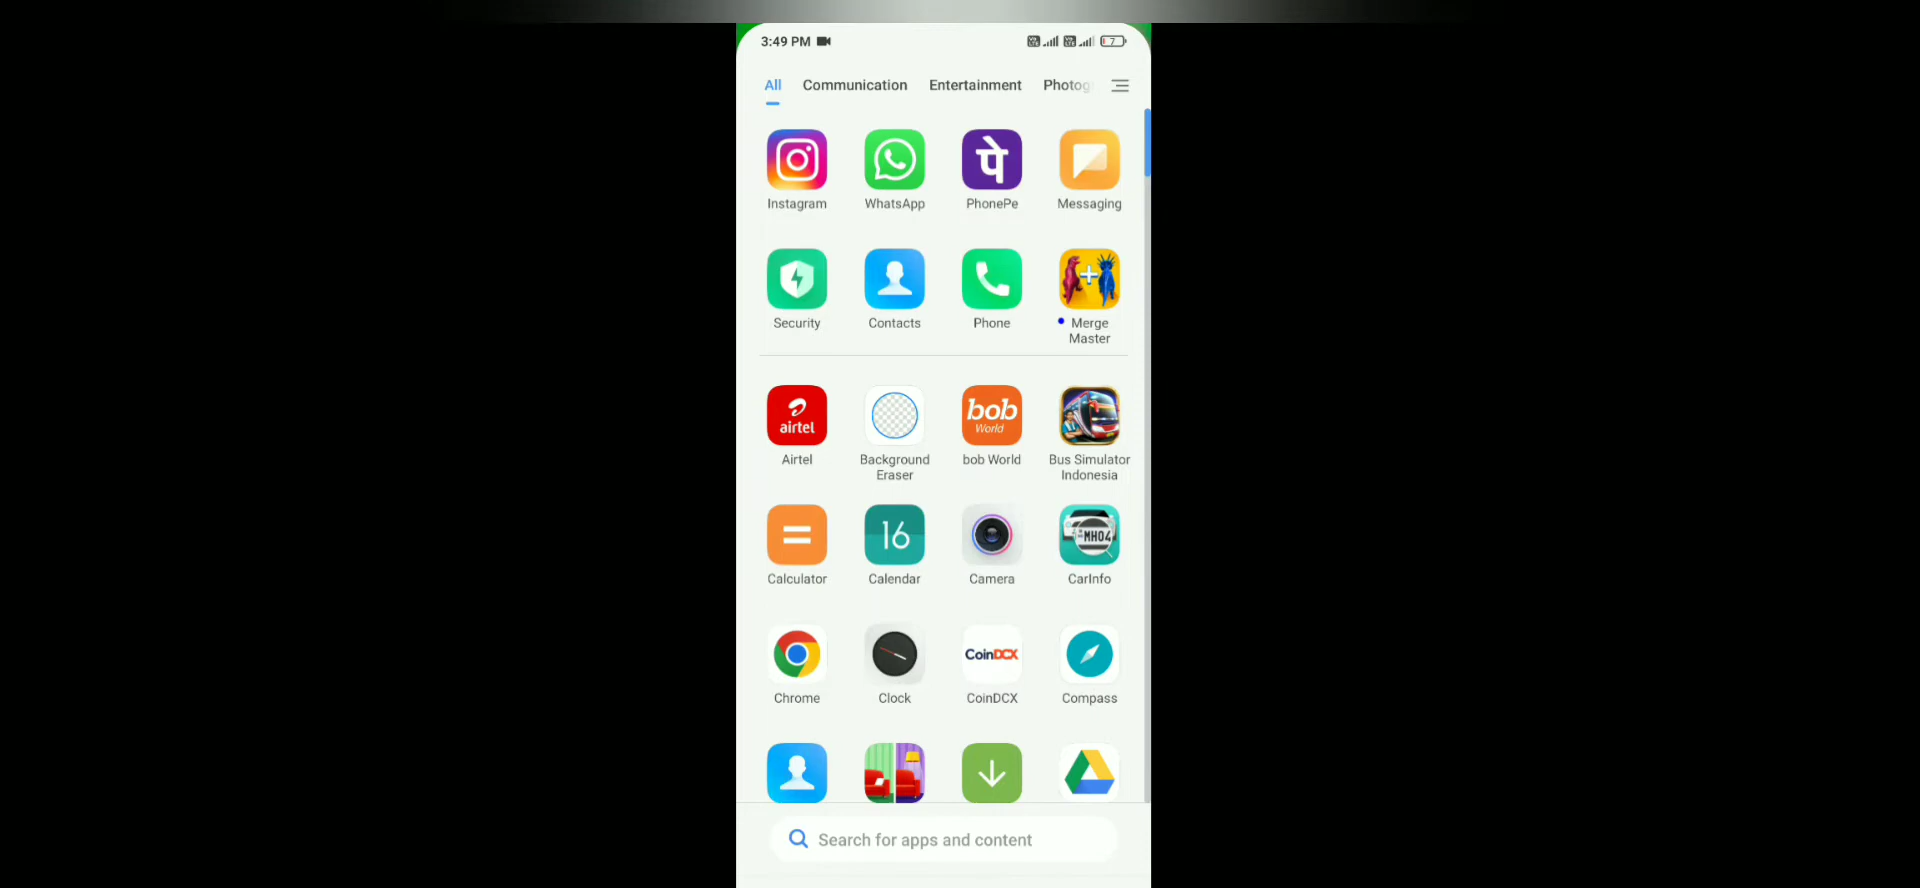 3:49 PM
7
All Communication Entertainment Photog
पे
Instagram WhatsApp PhonePe Messaging
Security Contacts Phone Merge
Master
airtel
bob
World
Airtel Background bob World Bus Simulator
Eraser Indonesia
16
MH04
Calculator Calendar Camera CarInfo
CoinDCX
Chrome Clock CoinDCX Compass
Search for apps and content